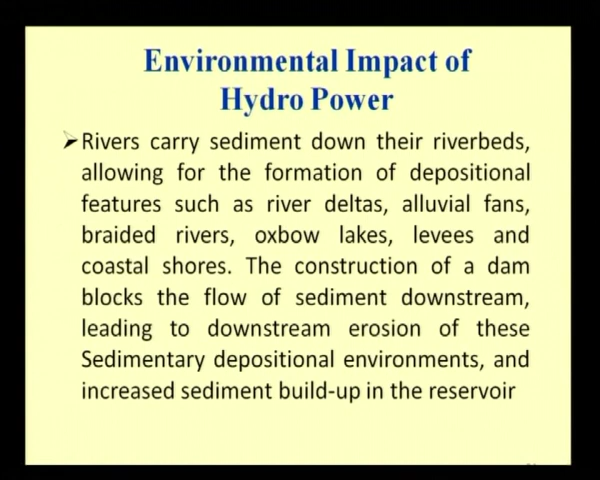 Environmental Impact of
Hydro Power
➢Rivers carry sediment down their riverbeds,
allowing for the formation of depositional
features such as river deltas, alluvial fans,
braided rivers, oxbow lakes, levees and
coastal shores. The construction of a dam
blocks the flow of sediment downstream,
leading to downstream erosion of these
Sedimentary depositional environments, and
increased sediment build-up in the reservoir